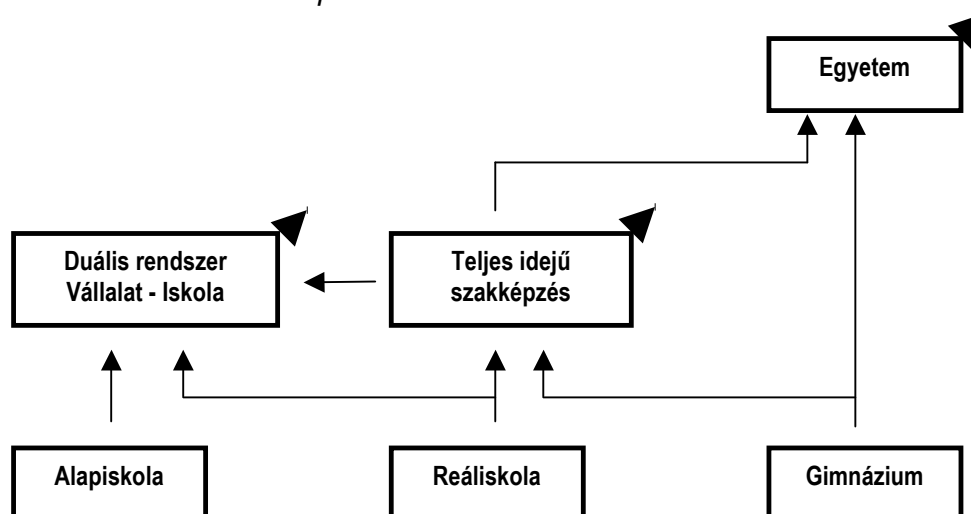 Egyetem
Duális rendszer
Vállalat - Iskola
Teljes idejű
szakképzés
Alapiskola
Reáliskola
Gimnázium